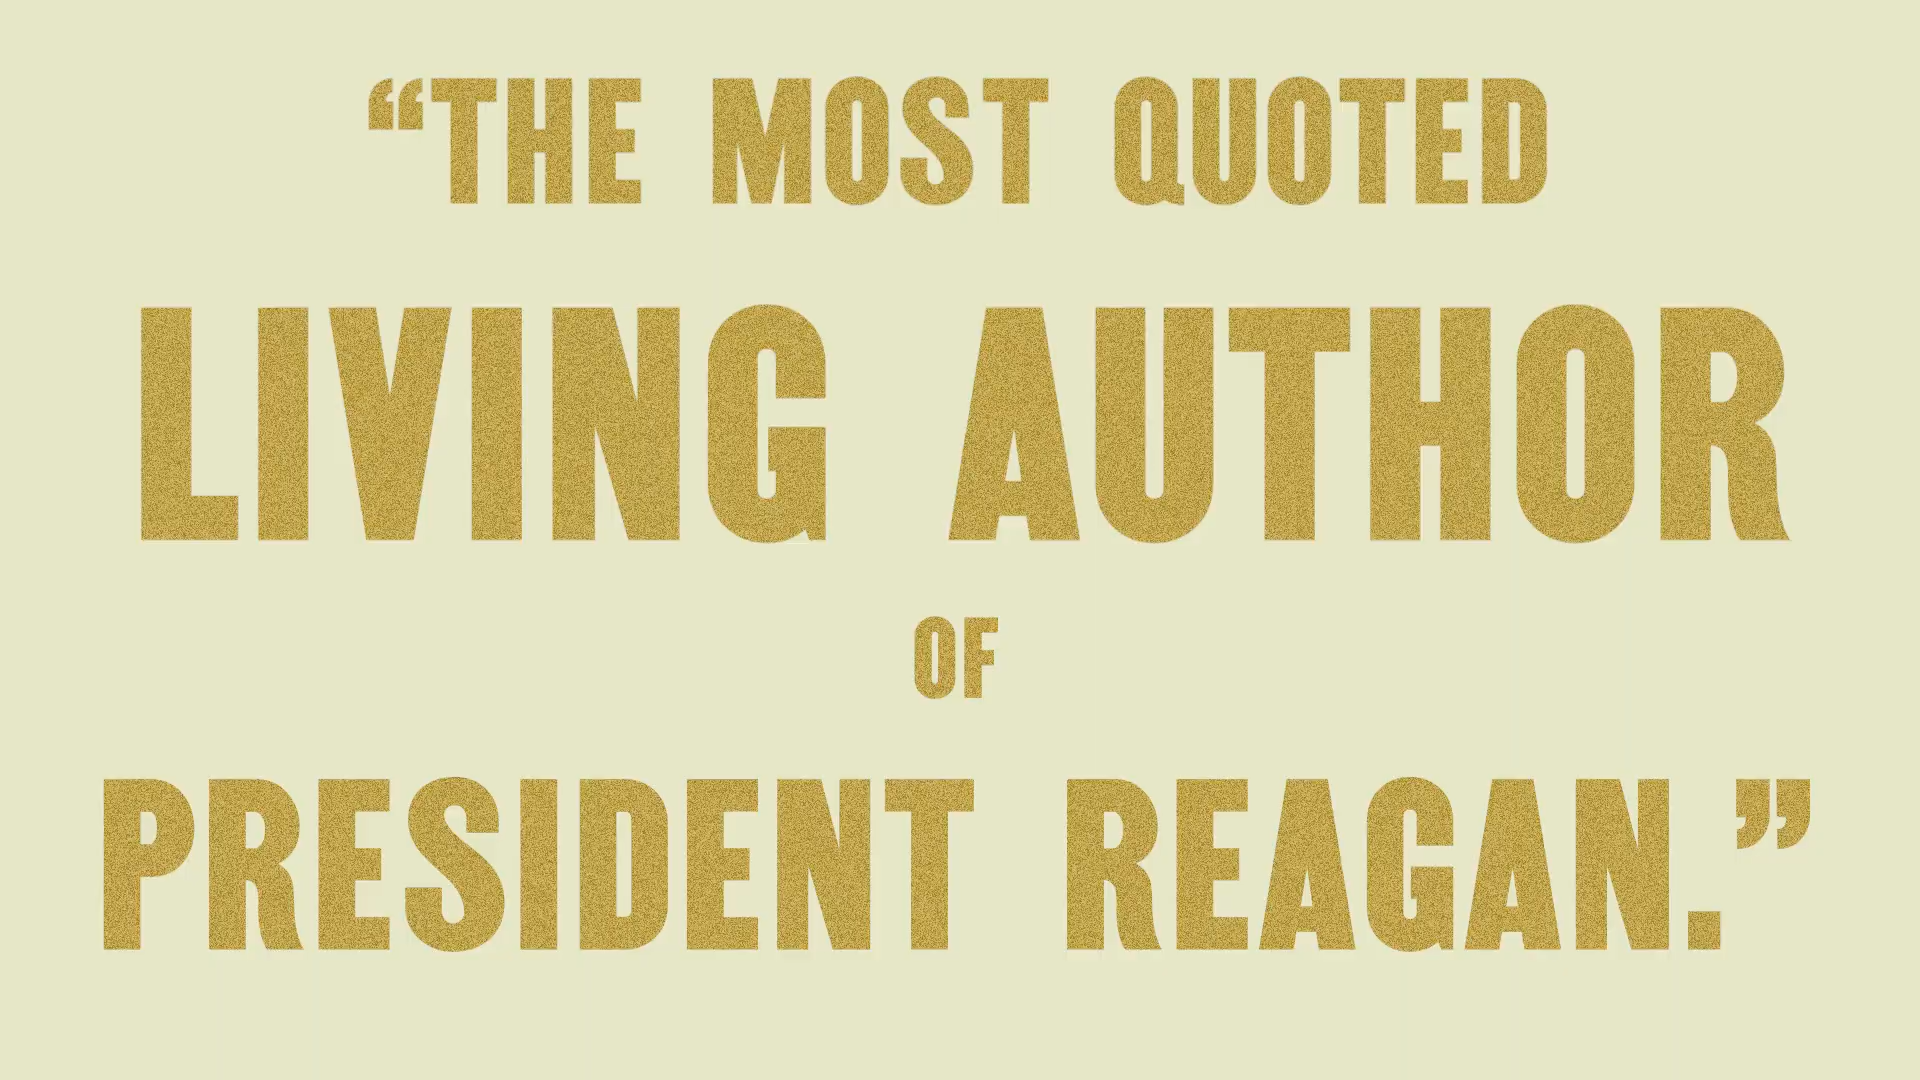 “THE MOST QUOTED
LIVING AUTHOR
OF
PRESIDENT REAGAN.”